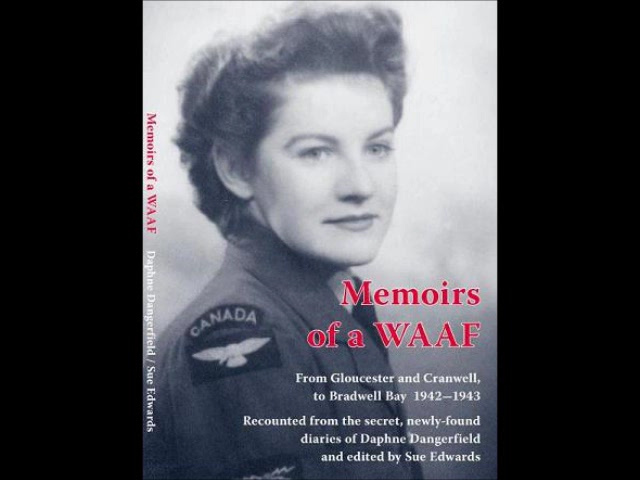 Memoirs of a WAAF Daphne Dangerfield / Sue Edwards
CANADA
Memoirs
of a WAAF
From Gloucester and Cranwell,
to Bradwell Bay 1942—1943
Recounted from the secret, newly-found
diaries of Daphne Dangerfield
and edited by Sue Edwards